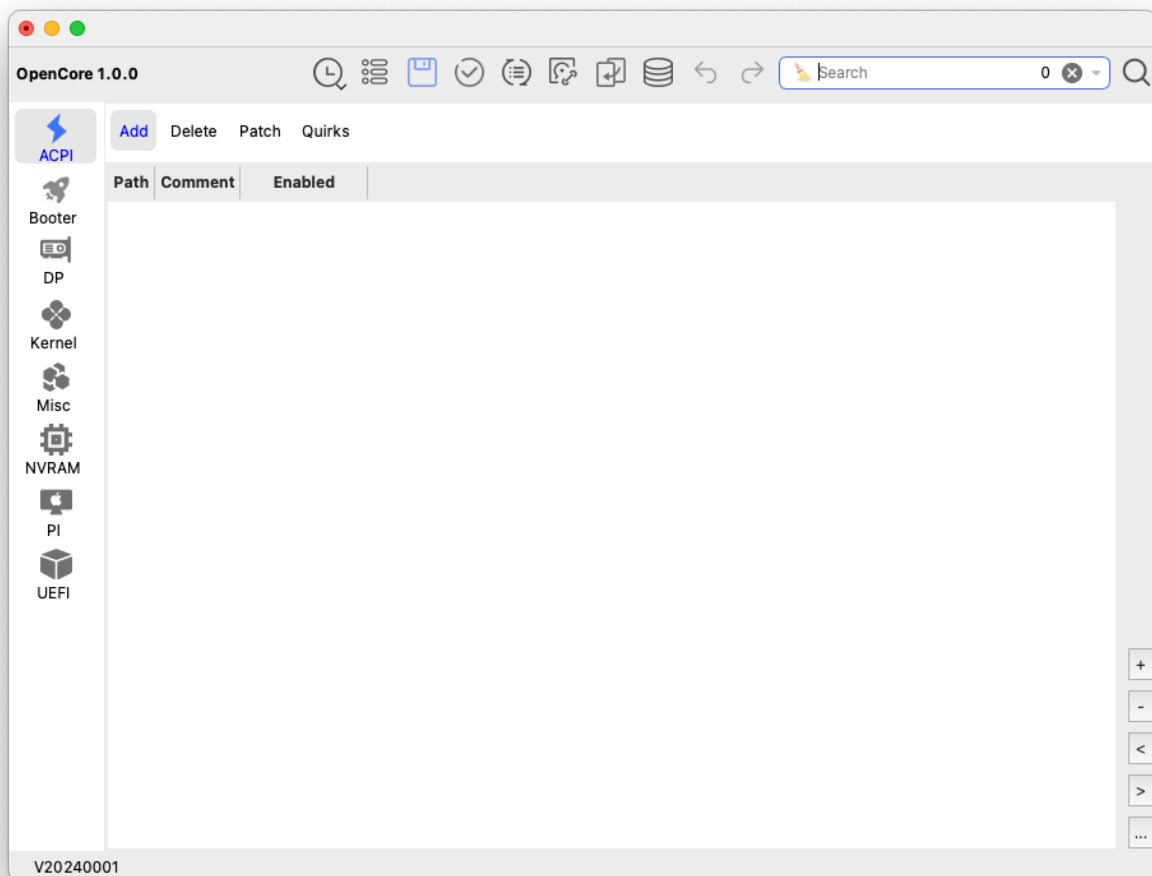 OpenCore 1.0.0
Search 0
ACPI
Add Delete Patch Quirks
Path Comment Enabled
Booter
DP
Kernel
Misc
NVRAM
PI
UEFI
+
-
<
>
...
V20240001